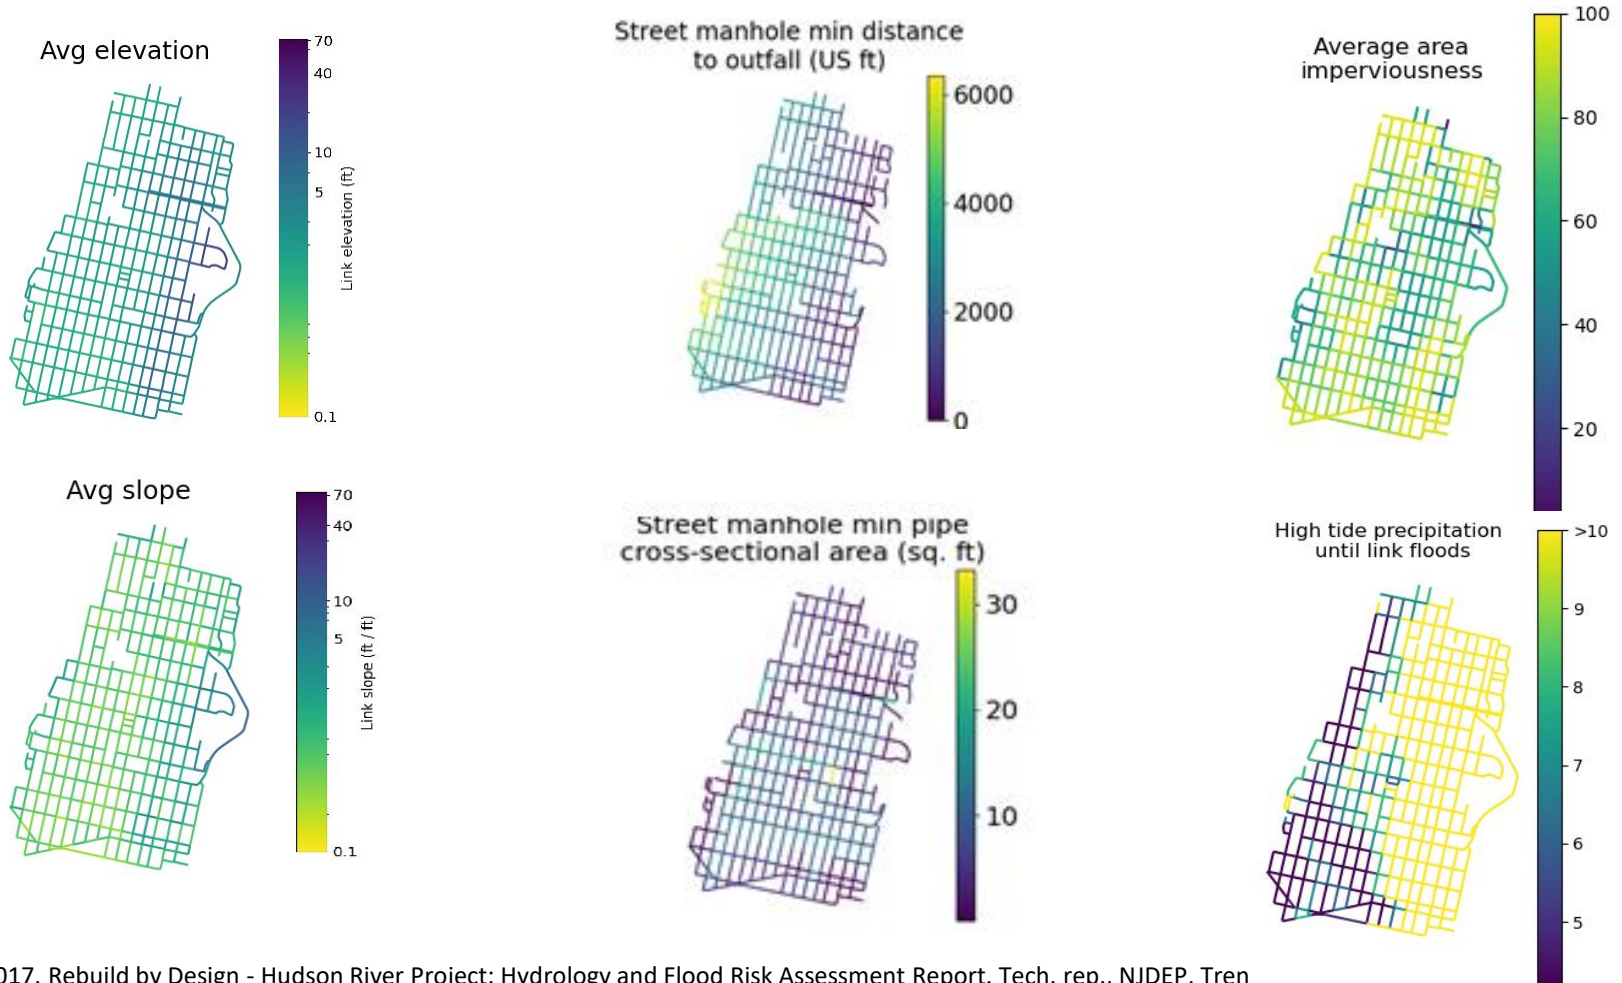 Avg elevation
70
40
10
5
0.1
Link elevation (ft)
Street manhole min distance
to outfall (US ft)
6000
4000
2000
0
Average area
imperviousness
100
80
60
40
20
Avg slope
70
40
10
5
0.1
Link slope (ft / ft)
Street manhole min pipe
cross-sectional area (sq. ft)
30
20
10
High tide precipitation
until link floods
>10
9
8
7
6
5
017. Rebuild by Design - Hudson River Project: Hydrology and Flood Risk Assessment Report. Tech. rep., NJDEP, Tren